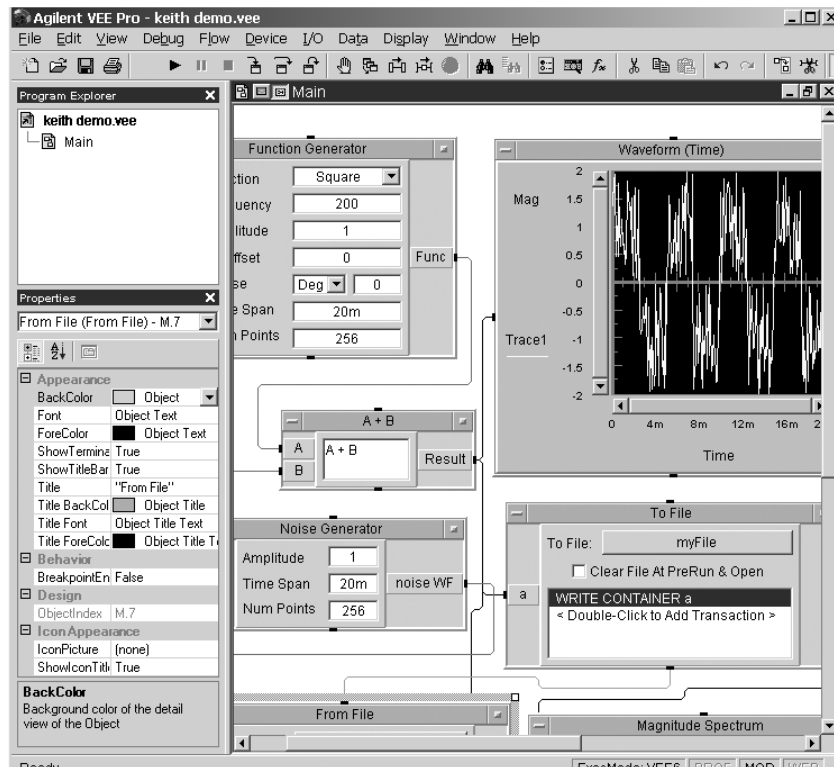 Agilent VEE Pro - keith demo.vee
File Edit View Debug Flow Device I/O Data Display Window Help
Program Explorer
keith demo.vee
Main
Properties
From File (From File) - M.7
Appearance
BackColor Object
Font Object Text
ForeColor Object Text
ShowTermina True
ShowTitleBar True
Title "From File"
Title BackCol Object Title
Title Font Object Title Text
Title ForeColc Object Title T
Behavior
BreakpointEn False
Design
ObjectIndex M.7
Icon Appearance
IconPicture (none)
ShowIconTitl True
BackColor
Background color of the detail
view of the Object
Main
Function Generator
ction Square
uency 200
litude 1
ffset 0
se Deg 0
e Span 20m
n Points 256
Func
A + B
A
B
A + B
Result
Noise Generator
Amplitude 1
Time Span 20m
Num Points 256
noise WF
From File
Waveform (Time)
Mag
Trace1
2
1.5
1
0.5
0
-0.5
-1
-1.5
-2
0 4m 8m 12m 16m 2
Time
To File
To File: myFile
Clear File At PreRun & Open
a
WRITE CONTAINER a
< Double-Click to Add Transaction >
Magnitude Spectrum
Ready
ExecMode: VEE6 PROF MOD WEB